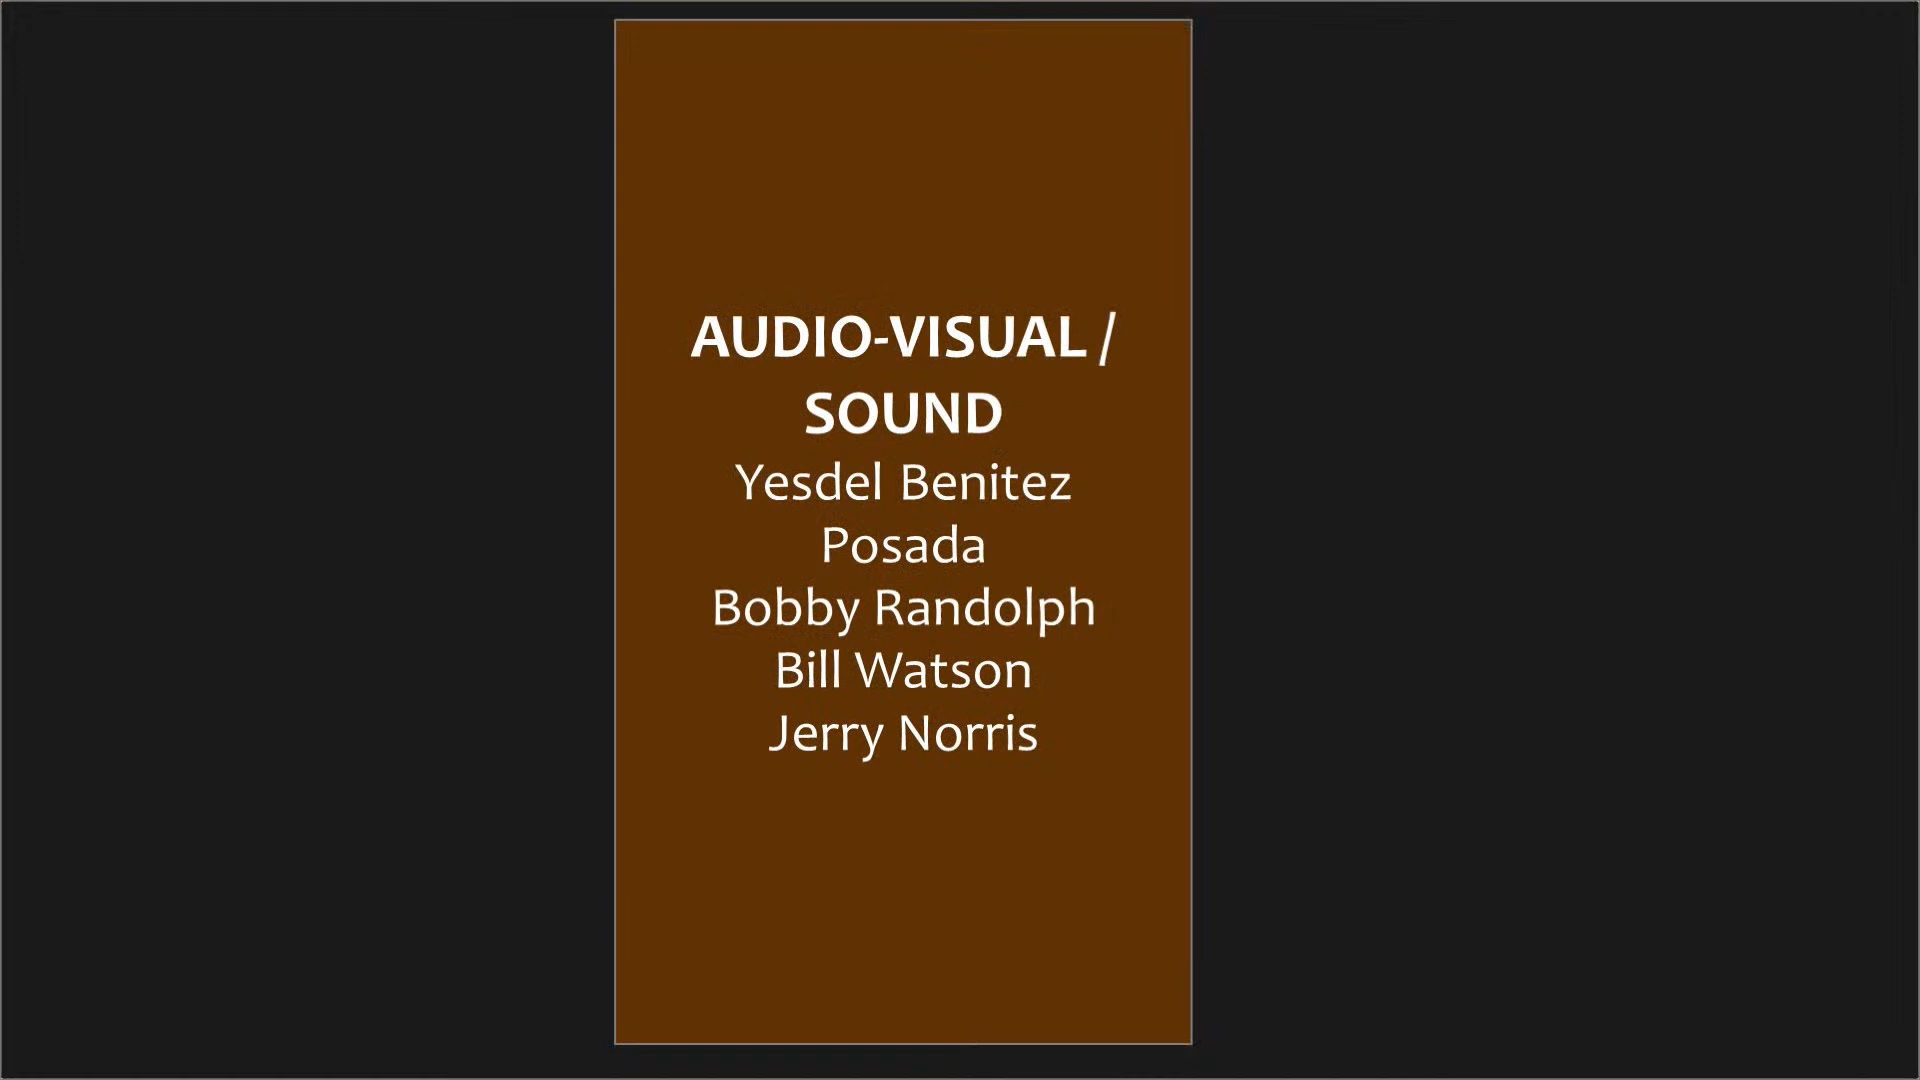 AUDIO-VISUAL /
SOUND
Yesdel Benitez
Posada
Bobby Randolph
Bill Watson
Jerry Norris